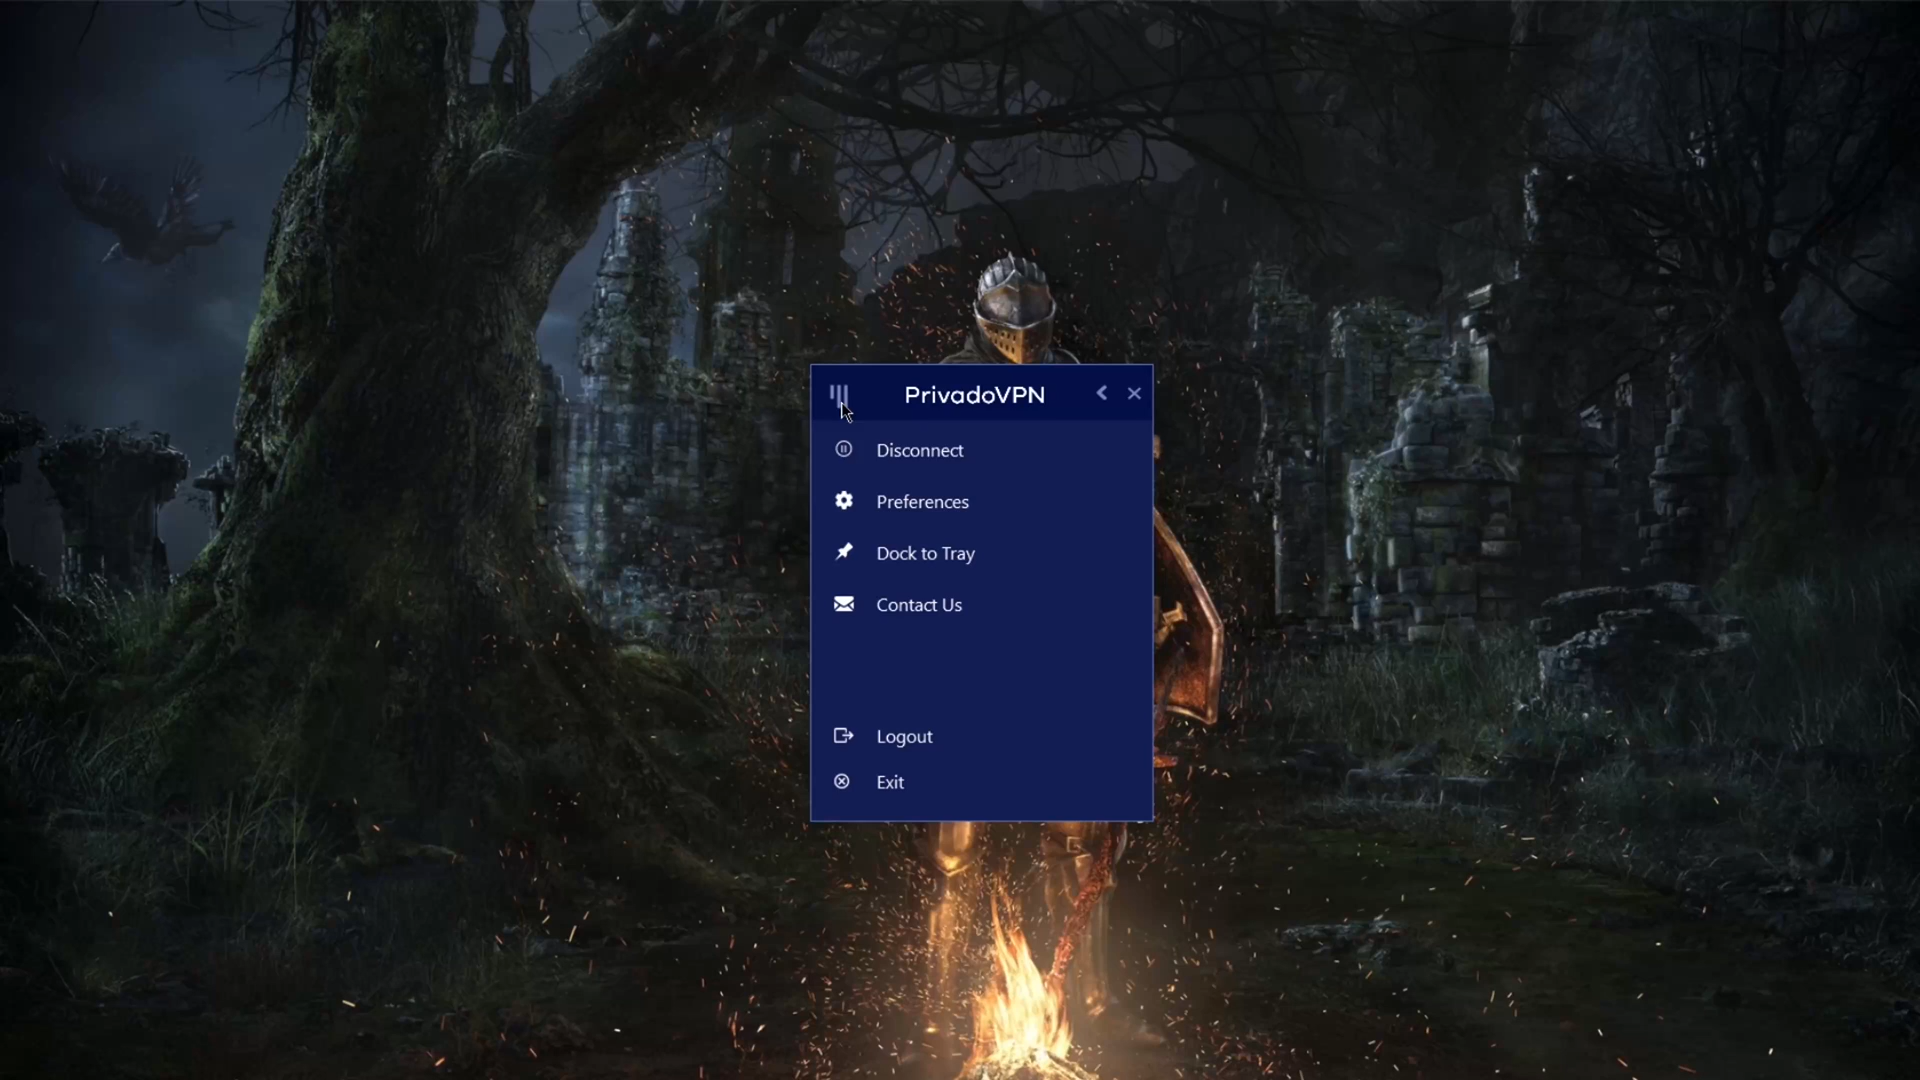 PrivadoVPN
Disconnect
Preferences
Dock to Tray
Contact Us
Logout
Exit